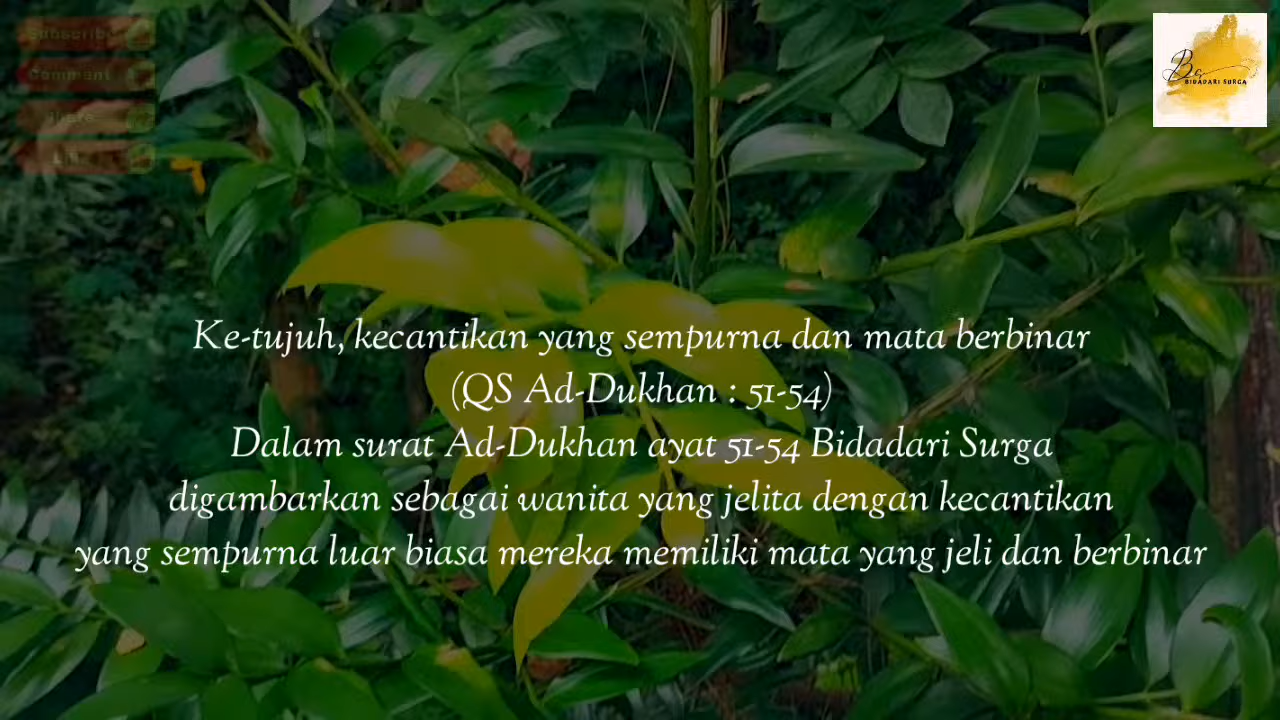 Subscribe
Comment
Bs
BIDADARI SURGA
Ke-tujuh, kecantikan yang sempurna dan mata berbinar
(QS Ad-Dukhan : 51-54)
Dalam surat Ad-Dukhan ayat 51-54 Bidadari Surga
digambarkan sebagai wanita yang jelita dengan kecantikan
yang sempurna luar biasa mereka memiliki mata yang jeli dan berbinar